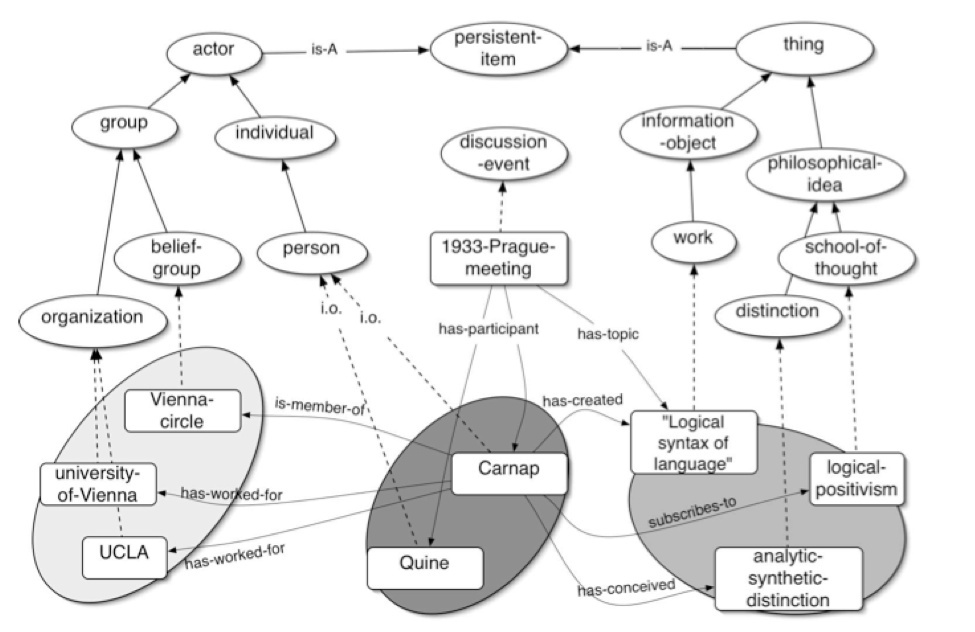 actor
is-A
persistent-
item
is-A
thing
group
individual
discussion
-event
information
-object
philosophical-
idea
belief-
group
person
1933-Prague-
meeting
work
school-of-
thought
organization
i.o.
i.o.
has-participant
has-topic
distinction
Vienna-
circle
is-member-of
has-created
"Logical
syntax of
language"
university-
of-Vienna
has-worked-for
Carnap
logical-
positivism
subscribes-to
UCLA
has-worked-for
Quine
has-conceived
analytic-
synthetic-
distinction